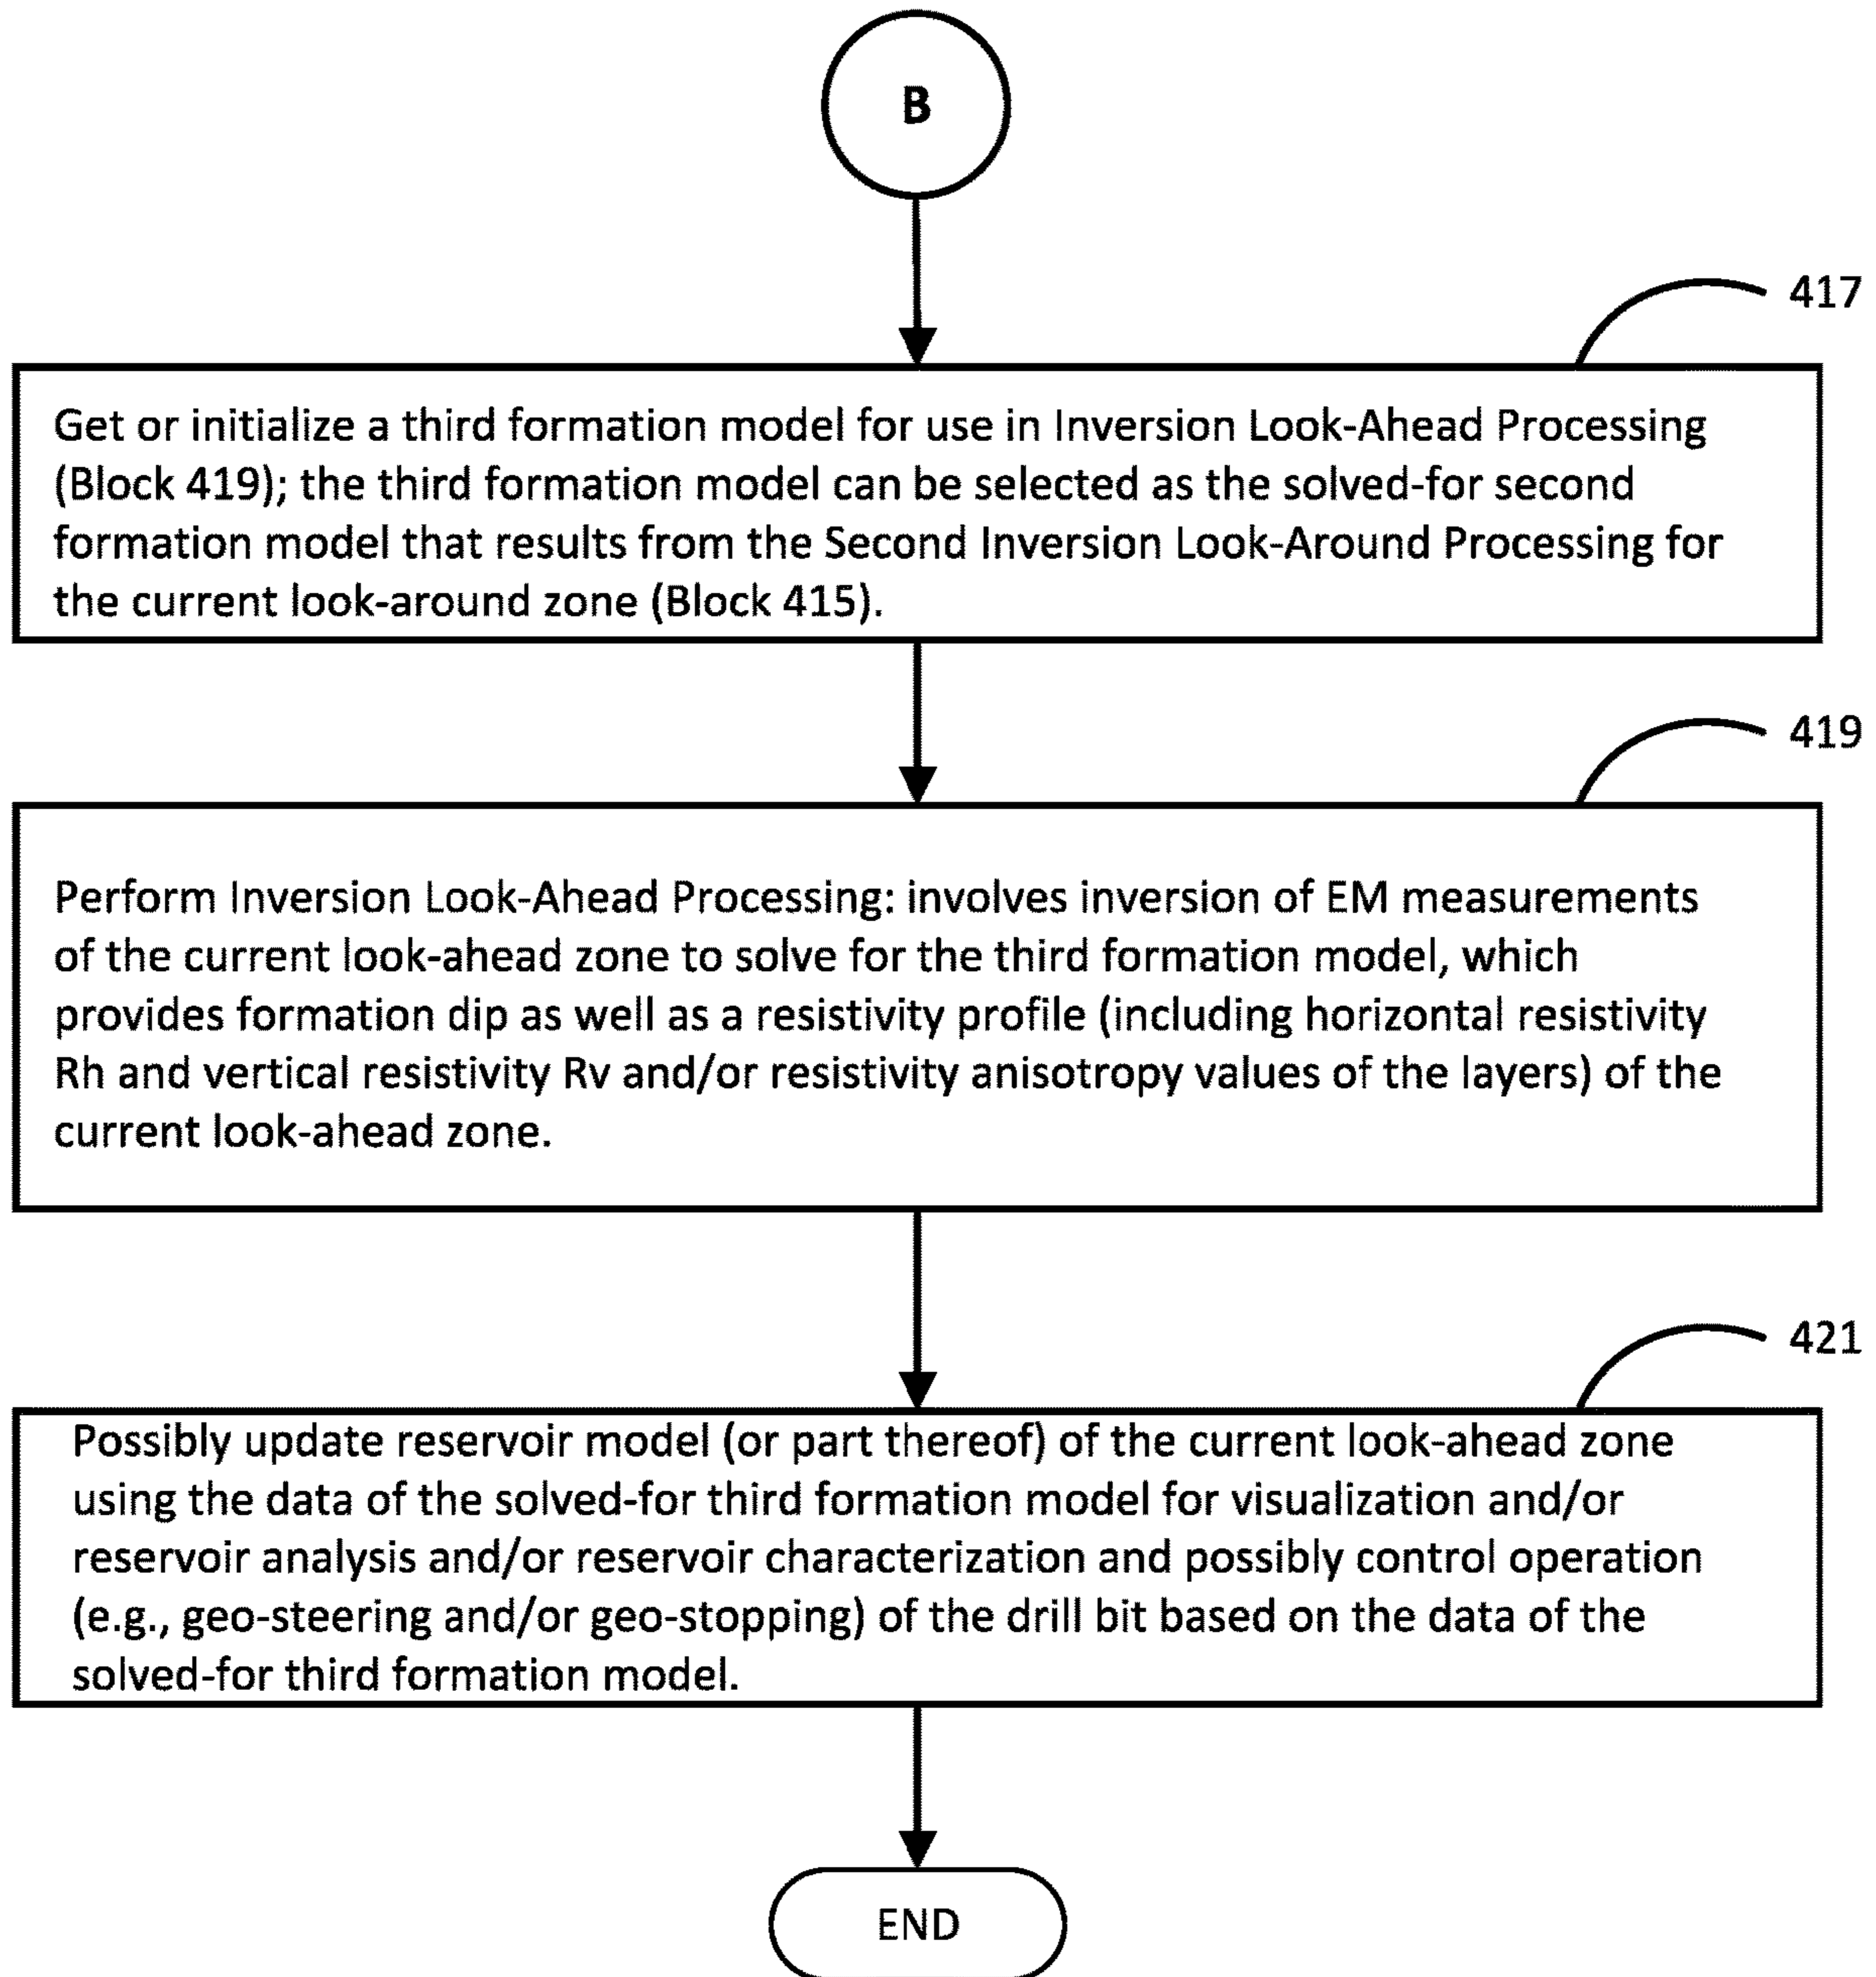 B
417
Get or initialize a third formation model for use in Inversion Look-Ahead Processing
(Block 419); the third formation model can be selected as the solved-for second
formation model that results from the Second Inversion Look-Around Processing for
the current look-around zone (Block 415).
419
Perform Inversion Look-Ahead Processing: involves inversion of EM measurements
of the current look-ahead zone to solve for the third formation model, which
provides formation dip as well as a resistivity profile (including horizontal resistivity
Rh and vertical resistivity Rv and/or resistivity anisotropy values of the layers) of the
current look-ahead zone.
421
Possibly update reservoir model (or part thereof) of the current look-ahead zone
using the data of the solved-for third formation model for visualization and/or
reservoir analysis and/or reservoir characterization and possibly control operation
(e.g., geo-steering and/or geo-stopping) of the drill bit based on the data of the
solved-for third formation model.
END